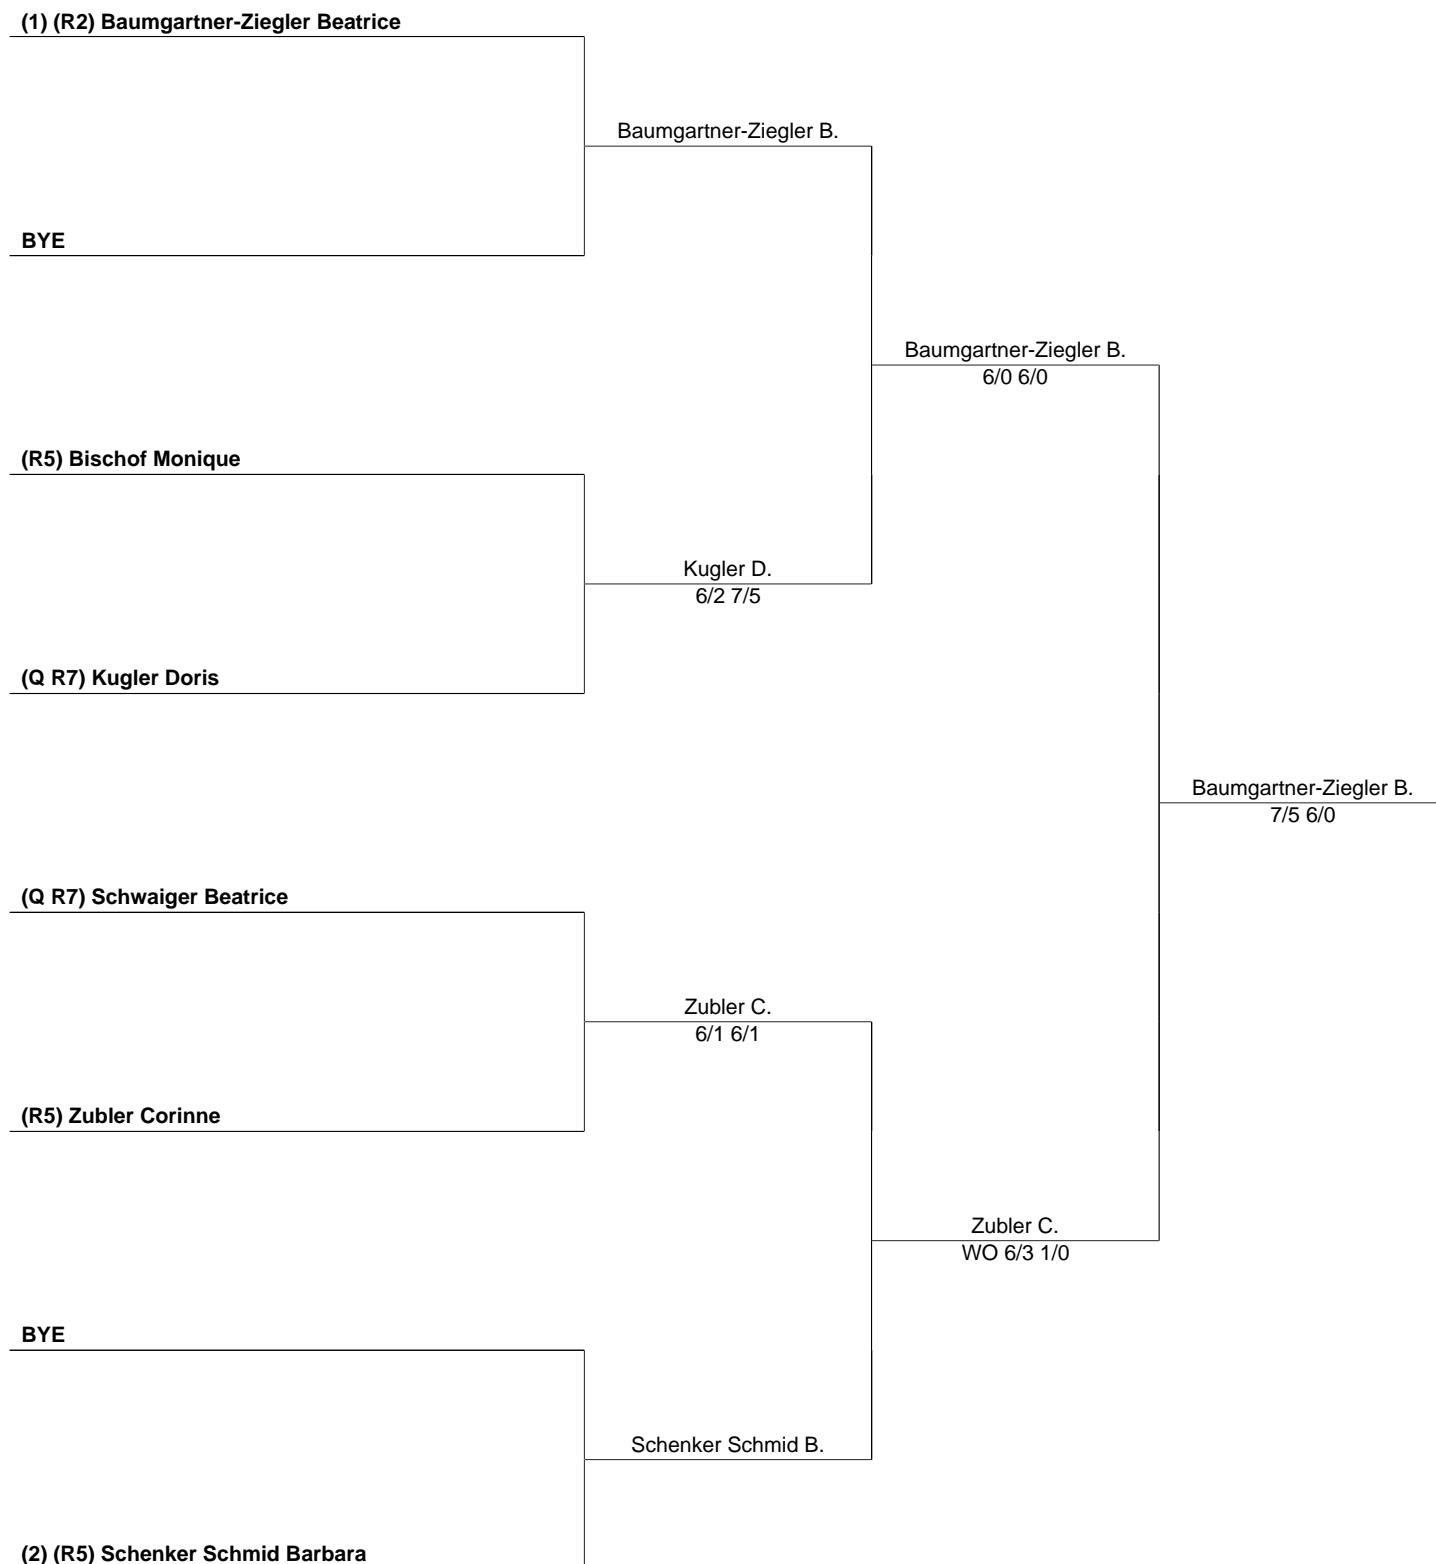 (1) (R2) Baumgartner-Ziegler Beatrice
Baumgartner-Ziegler B.
BYE
Baumgartner-Ziegler B.
6/0 6/0
(R5) Bischof Monique
Kugler D.
6/2 7/5
(Q R7) Kugler Doris
Baumgartner-Ziegler B.
7/5 6/0
(Q R7) Schwaiger Beatrice
Zubler C.
6/1 6/1
(R5) Zubler Corinne
Zubler C.
WO 6/3 1/0
BYE
Schenker Schmid B.
(2) (R5) Schenker Schmid Barbara